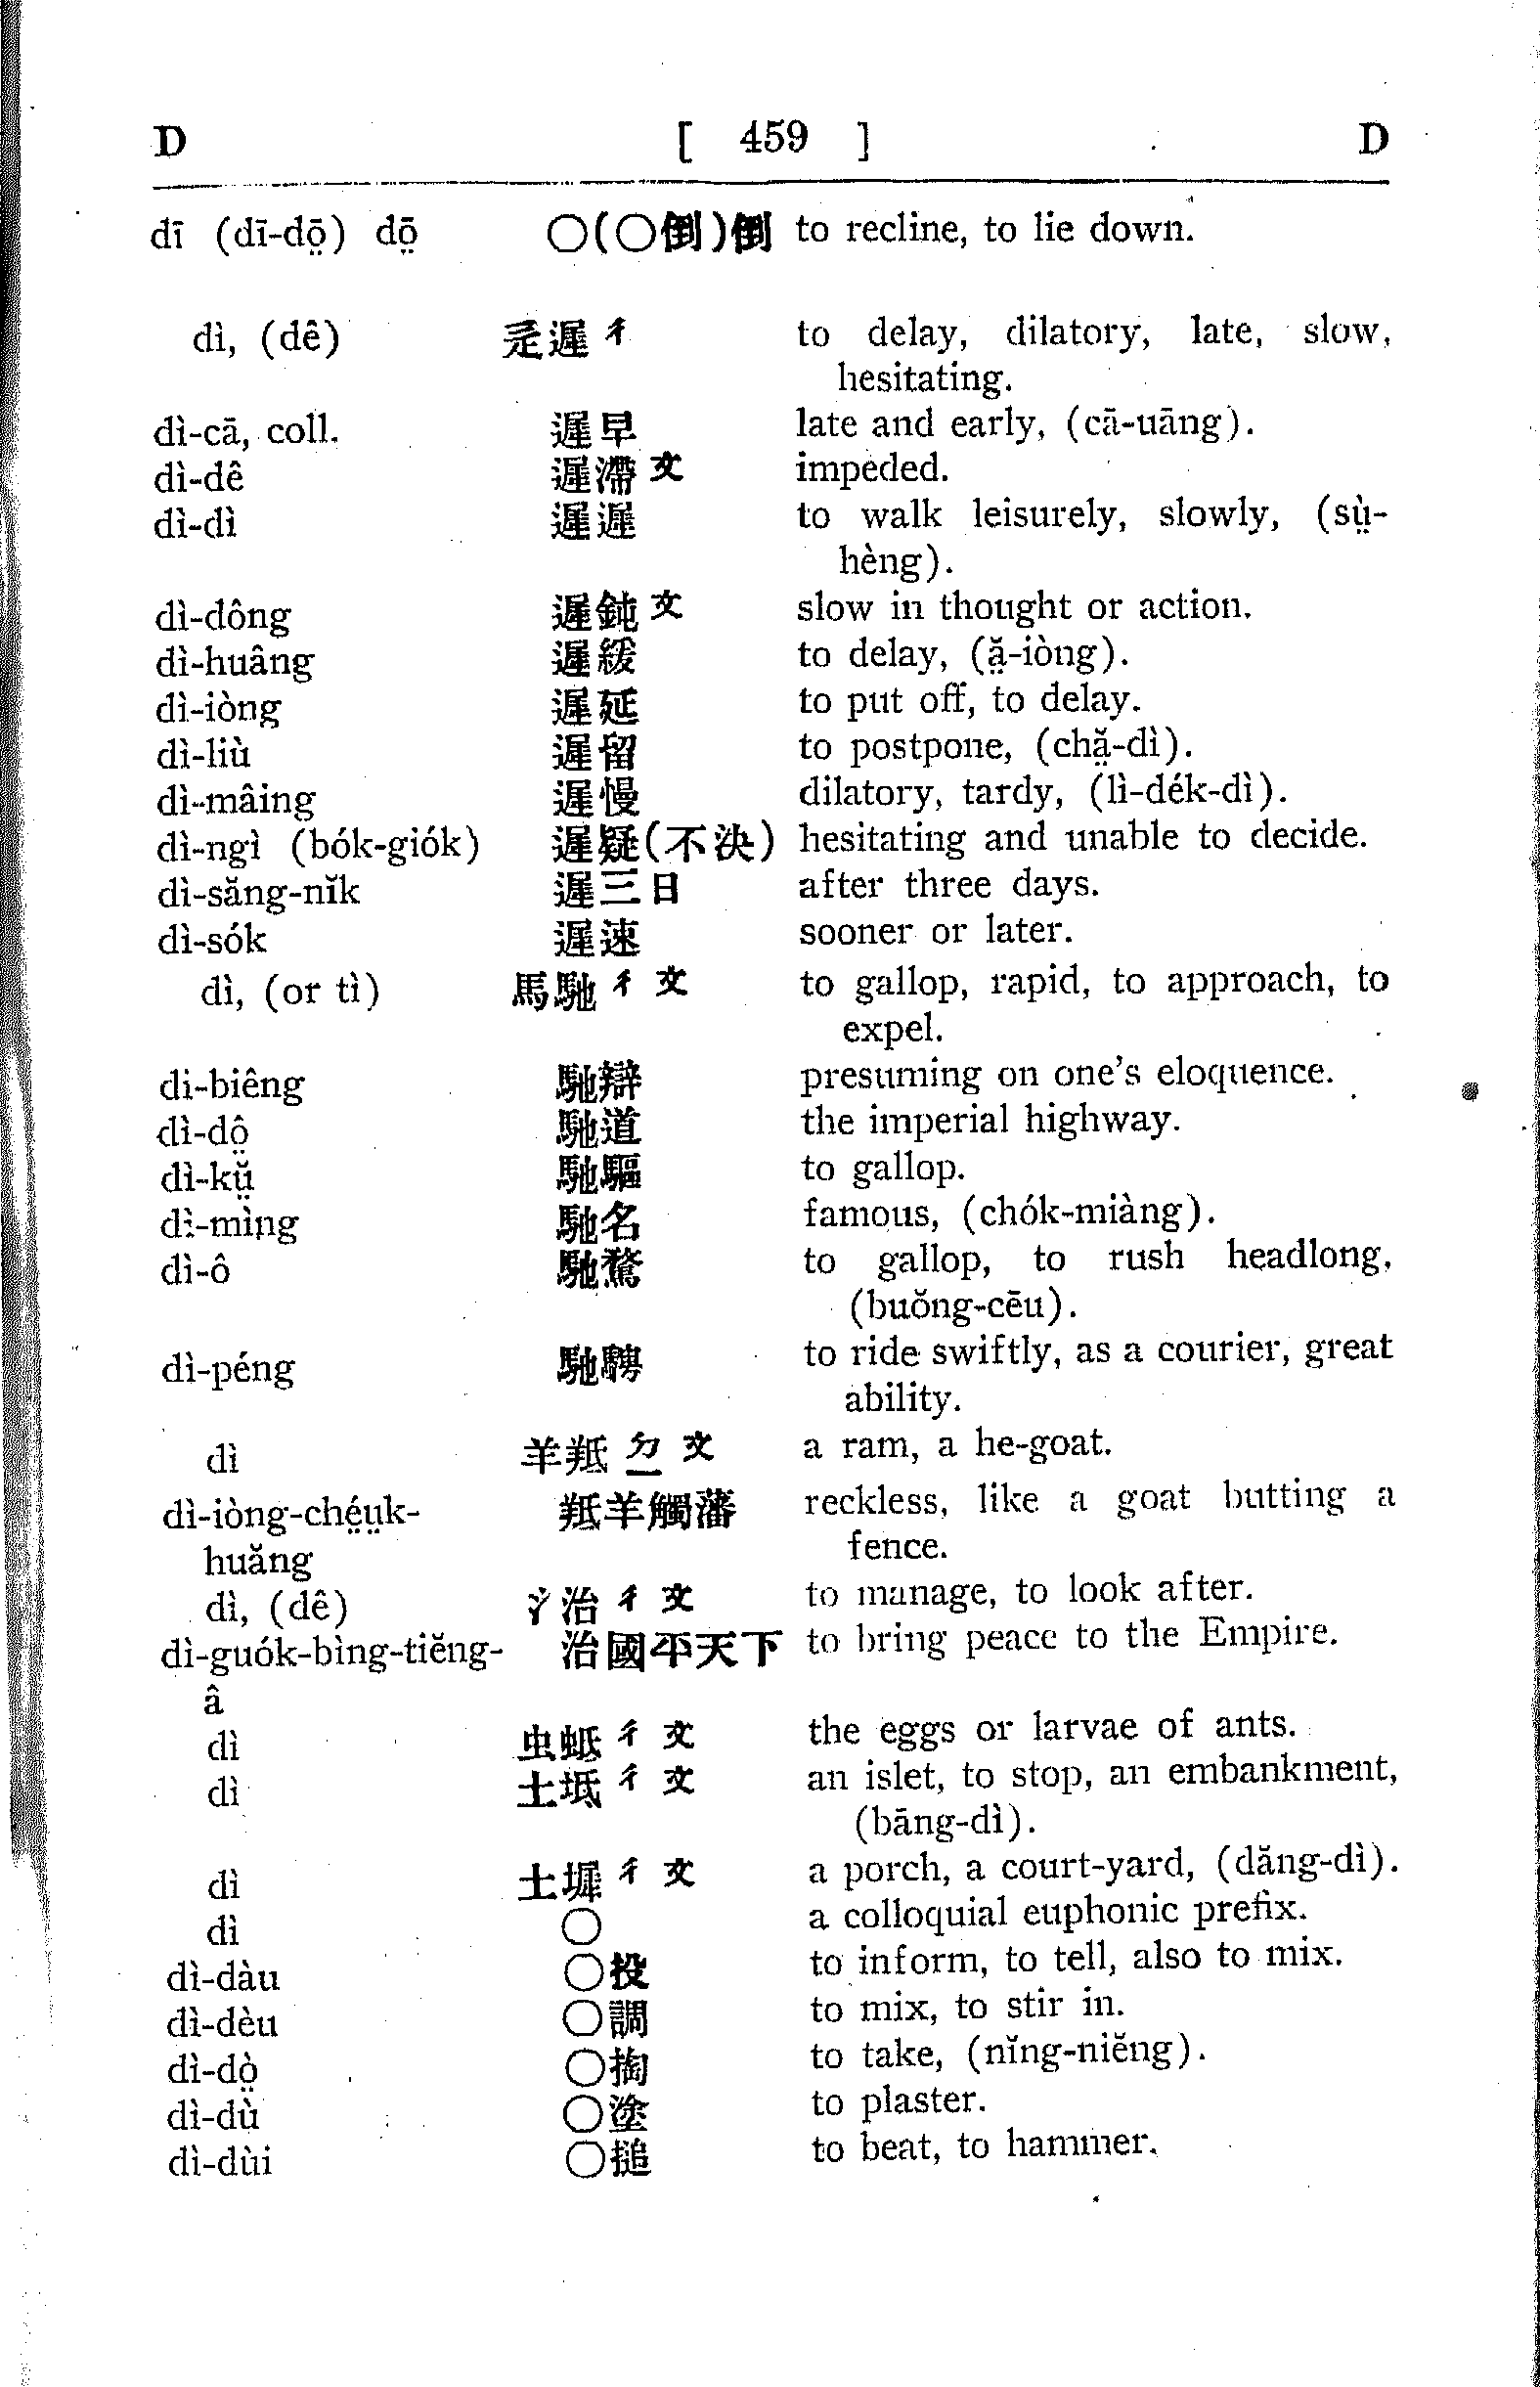 D [ 459 ] D
dī (dī-dō̤) dō̤ ○(○倒)倒 to recline, to lie down.
dì, (dê) 辵遲彳 to delay, dilatory, late, slow,
hesitating.
dì-cā, coll. 遲早 late and early, (cā-uāng).
dì-dê 遲滯文 impeded.
dì-dì 遲遲 to walk leisurely, slowly, (sṳ̀-
hèng).
dì-dông 遲鈍文 slow in thought or action.
dì-huâng 遲緩 to delay, (ă̤-iòng).
dì-iòng 遲延 to put off, to delay.
dì-liù 遲留 to postpone, (chă̤-dì).
dì-mâing 遲慢 dilatory, tardy, (lì-dék-dì).
dì-ngì (bók-giók) 遲疑(不決) hesitating and unable to decide.
dì-săng-nĭk 遲三日 after three days.
dì-sók 遲速 sooner or later.
dì, (or tì) 馬馳彳文 to gallop, rapid, to approach, to
expel.
di-biêng 馳辯 presuming on one's eloquence.
dì-dô̤ 馳道 the imperial highway.
dì-kṳ̆ 馳驅 to gallop.
dì-mìng 馳名 famous, (chók-miàng).
dì-ô 馳驁 to gallop, to rush headlong,
(buŏng-cēu).
dì-péng 馳騁 to ride swiftly, as a courier, great
ability.
dì 羊羝ㄉ一文 a ram, a he-goat.
dì-iòng-ché̤ṳk- 羝羊觸藩 reckless, like a goat butting a
huăng fence.
dì, (dê) 氵治彳文 to manage, to look after.
dì-guók-bìng-tiĕng- 治國平天下 to bring peace to the Empire.
â
dì 虫蚳彳文 the eggs or larvae of ants.
dì 土坻彳文 an islet, to stop, an embankment,
(bāng-dì).
dì 土墀彳文 a porch, a court-yard, (dăng-dì).
dì ○ a colloquial euphonic prefix.
dì-dàu ○投 to inform, to tell, also to mix.
dì-dèu ○調 to mix, to stir in.
dì-dò̤ ○掏 to take, (nĭng-niĕng).
dì-dù ○塗 to plaster.
dì-dùi ○搥 to beat, to hammer.